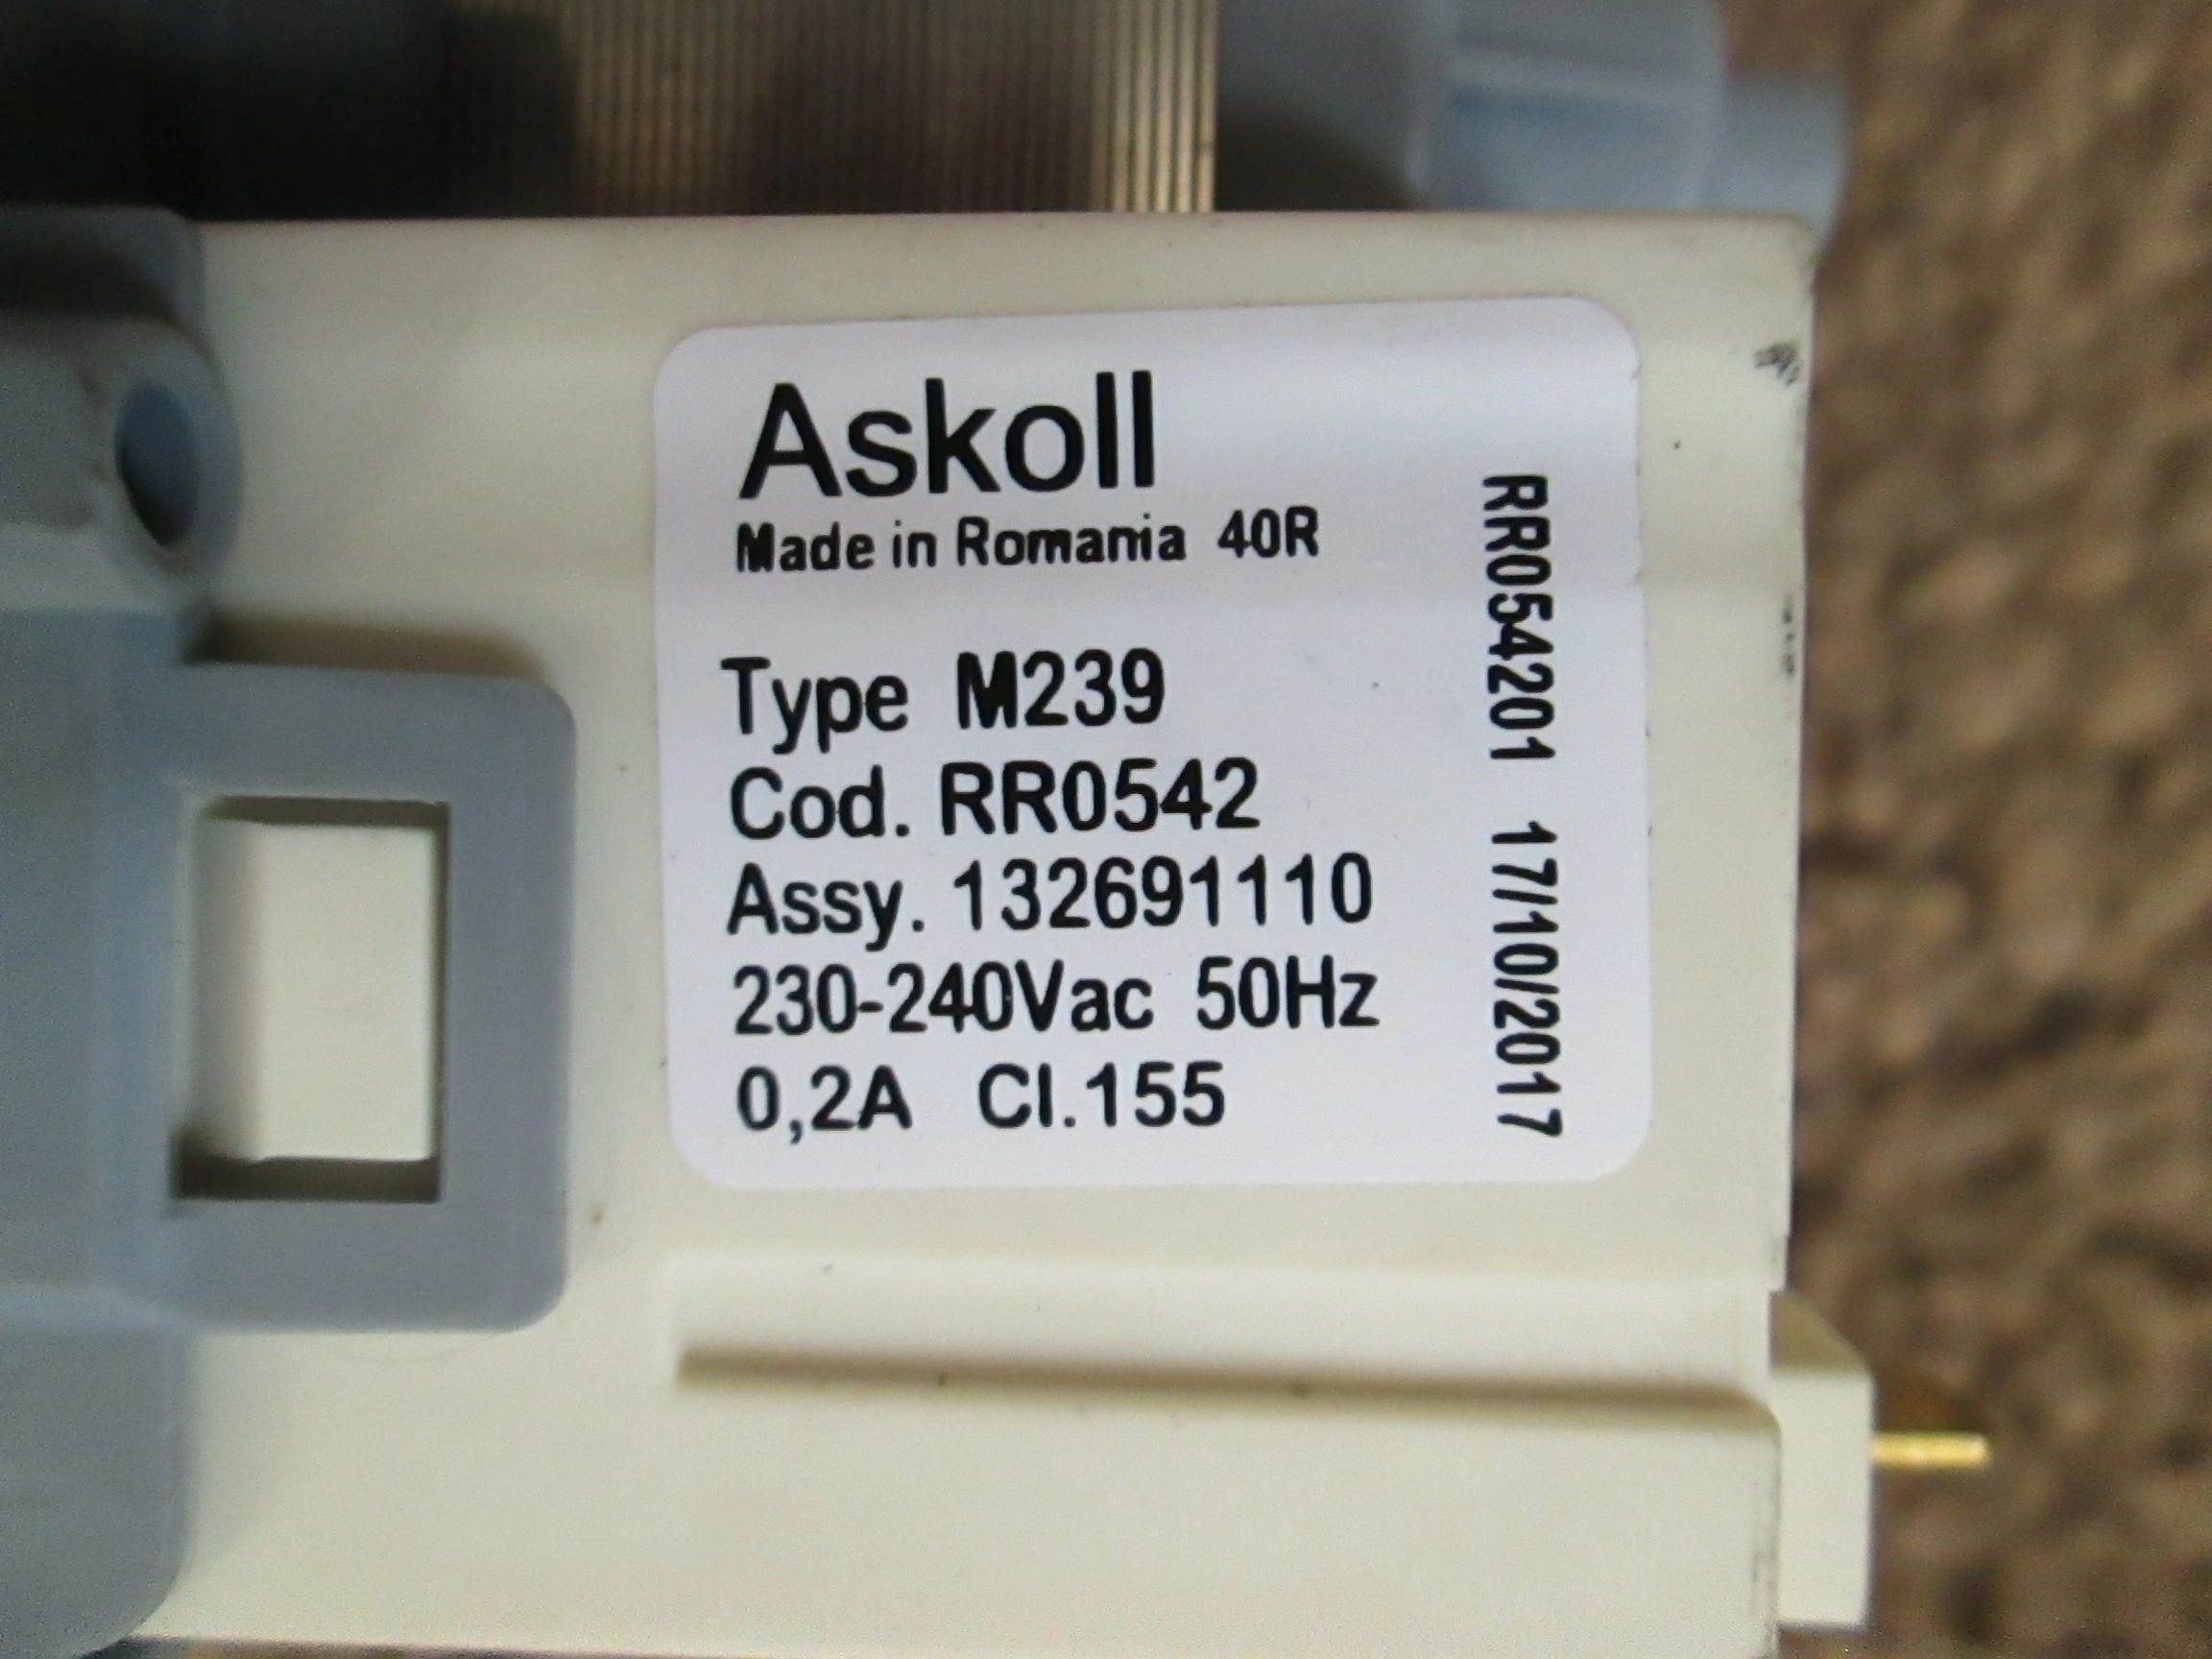 Askoll
Made in Romania 40R
Type M239
Cod. RR0542
Assy. 132691110
230-240Vac 50Hz
0,2A Cl.155
RR054201 17/10/2017